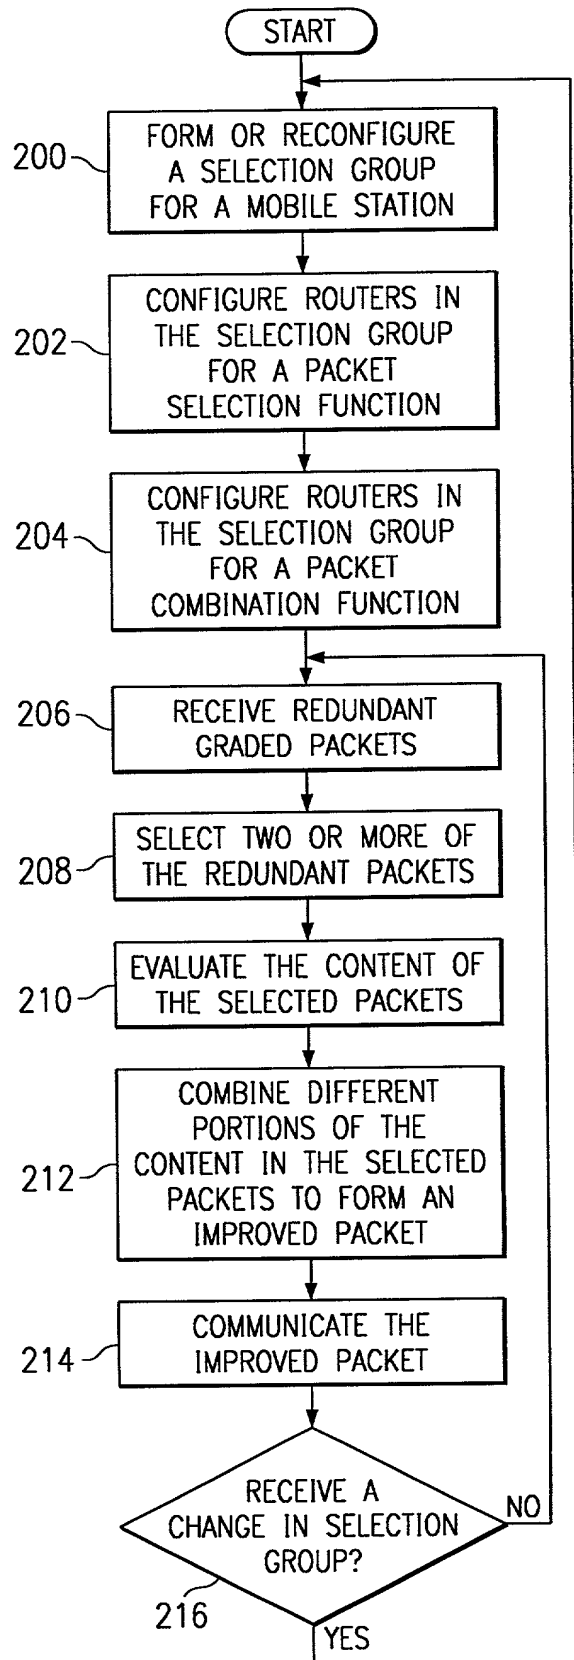 START
200
FORM OR RECONFIGURE
A SELECTION GROUP
FOR A MOBILE STATION
202
CONFIGURE ROUTERS IN
THE SELECTION GROUP
FOR A PACKET
SELECTION FUNCTION
204
CONFIGURE ROUTERS IN
THE SELECTION GROUP
FOR A PACKET
COMBINATION FUNCTION
206
RECEIVE REDUNDANT
GRADED PACKETS
208
SELECT TWO OR MORE OF
THE REDUNDANT PACKETS
210
EVALUATE THE CONTENT OF
THE SELECTED PACKETS
212
COMBINE DIFFERENT
PORTIONS OF THE
CONTENT IN THE SELECTED
PACKETS TO FORM AN
IMPROVED PACKET
214
COMMUNICATE THE
IMPROVED PACKET
RECEIVE A
CHANGE IN SELECTION
GROUP?
NO
216
YES